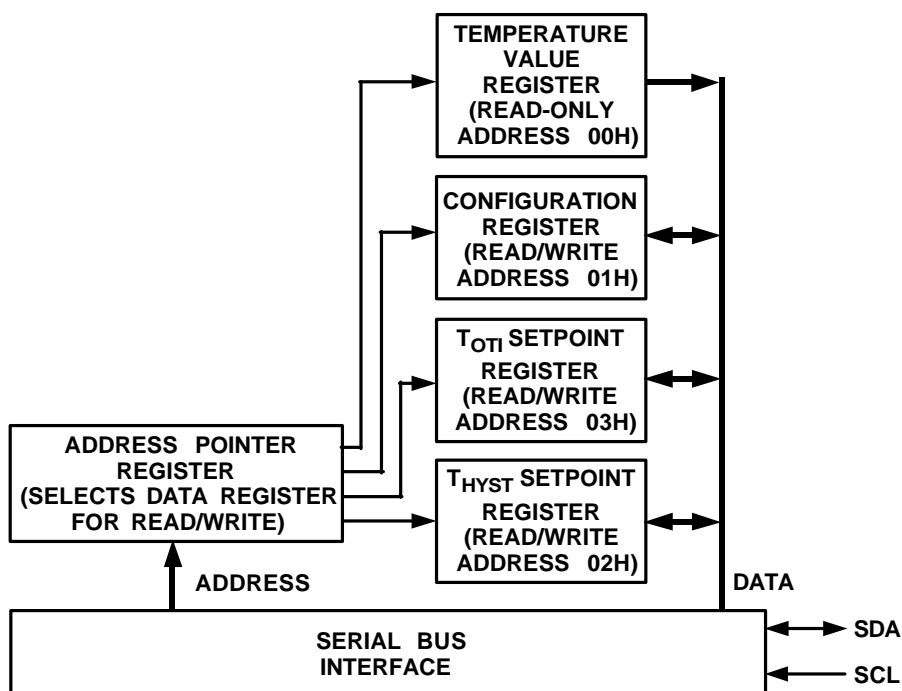 TEMPERATURE
VALUE
REGISTER
(READ-ONLY
ADDRESS 00H)
CONFIGURATION
REGISTER
(READ/WRITE
ADDRESS 01H)
TOTI SETPOINT
REGISTER
(READ/WRITE
ADDRESS 03H)
ADDRESS POINTER
REGISTER
(SELECTS DATA REGISTER
FOR READ/WRITE)
THYST SETPOINT
REGISTER
(READ/WRITE
ADDRESS 02H)
ADDRESS
DATA
SERIAL BUS
INTERFACE
SDA
SCL